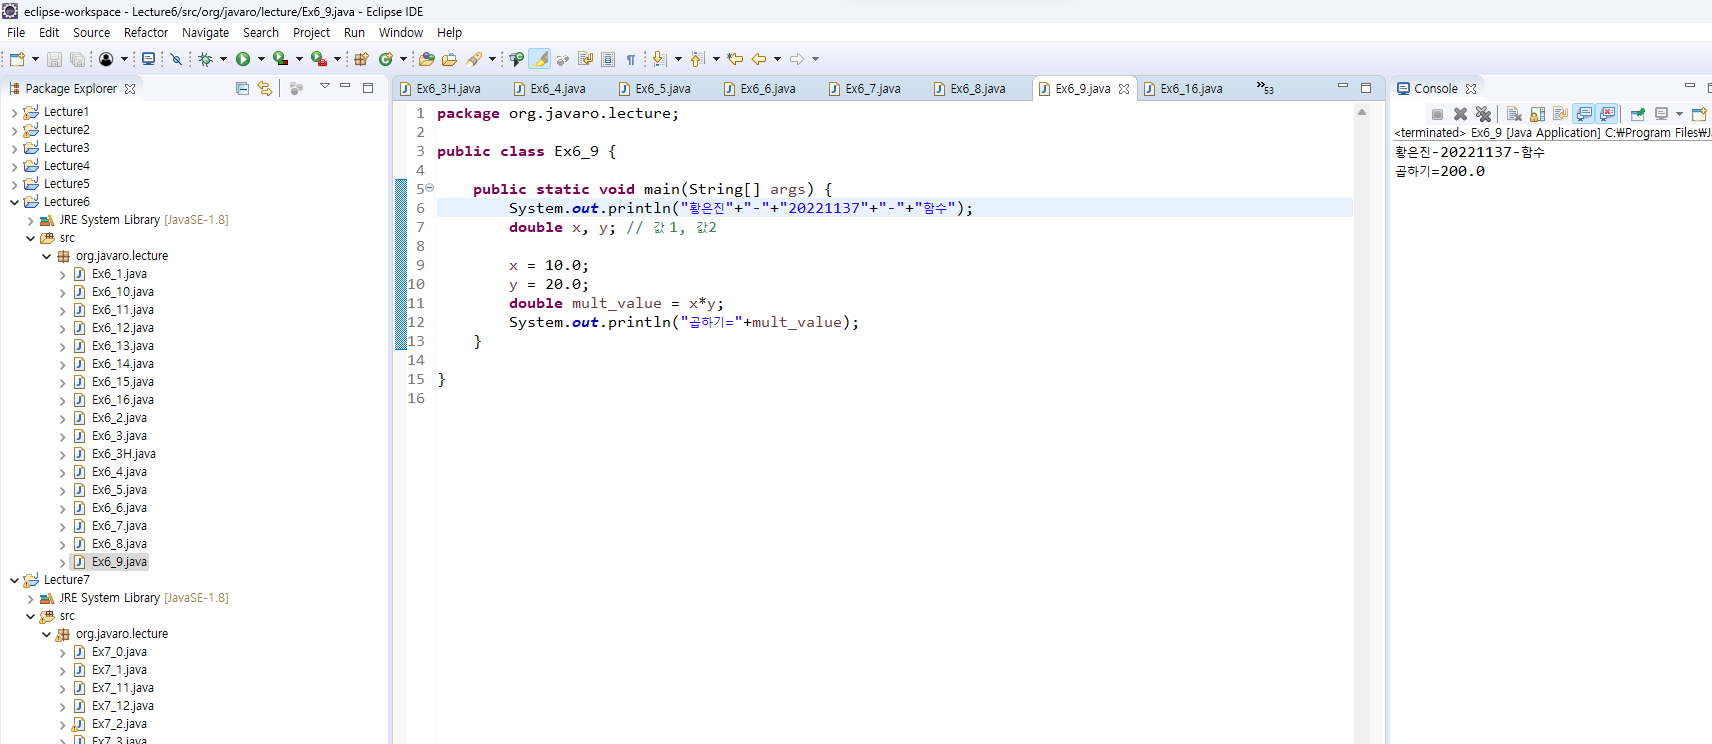 eclipse-workspace - Lecture6/src/org/javaro/lecture/Ex6_9.java - Eclipse IDE
File Edit Source Refactor Navigate Search Project Run Window Help
Package Explorer
Lecture1
Lecture2
Lecture3
Lecture4
Lecture5
Lecture6
JRE System Library [JavaSE-1.8]
src
org.javaro.lecture
Ex6_1.java
Ex6_10.java
Ex6_11.java
Ex6_12.java
Ex6_13.java
Ex6_14.java
Ex6_15.java
Ex6_16.java
Ex6_2.java
Ex6_3.java
Ex6_3H.java
Ex6_4.java
Ex6_5.java
Ex6_6.java
Ex6_7.java
Ex6_8.java
Ex6_9.java
Lecture7
JRE System Library [JavaSE-1.8]
src
org.javaro.lecture
Ex7_0.java
Ex7_1.java
Ex7_11.java
Ex7_12.java
Ex7_2.java
Ex7_3.java
Ex6_3H.java Ex6_4.java Ex6_5.java Ex6_6.java Ex6_7.java Ex6_8.java Ex6_9.java Ex6_16.java »53
1 package org.javaro.lecture;
2
3 public class Ex6_9 {
4
5 public static void main(String[] args) {
6 System.out.println("황은진"+"-"+"20221137"+"-"+"함수");
7 double x, y; // 값1, 값2
8
9 x = 10.0;
10 y = 20.0;
11 double mult_value = x*y;
12 System.out.println("곱하기="+mult_value);
13 }
14
15 }
16
Console
<terminated> Ex6_9 [Java Application] C:₩Program Files₩J
황은진-20221137-함수
곱하기=200.0